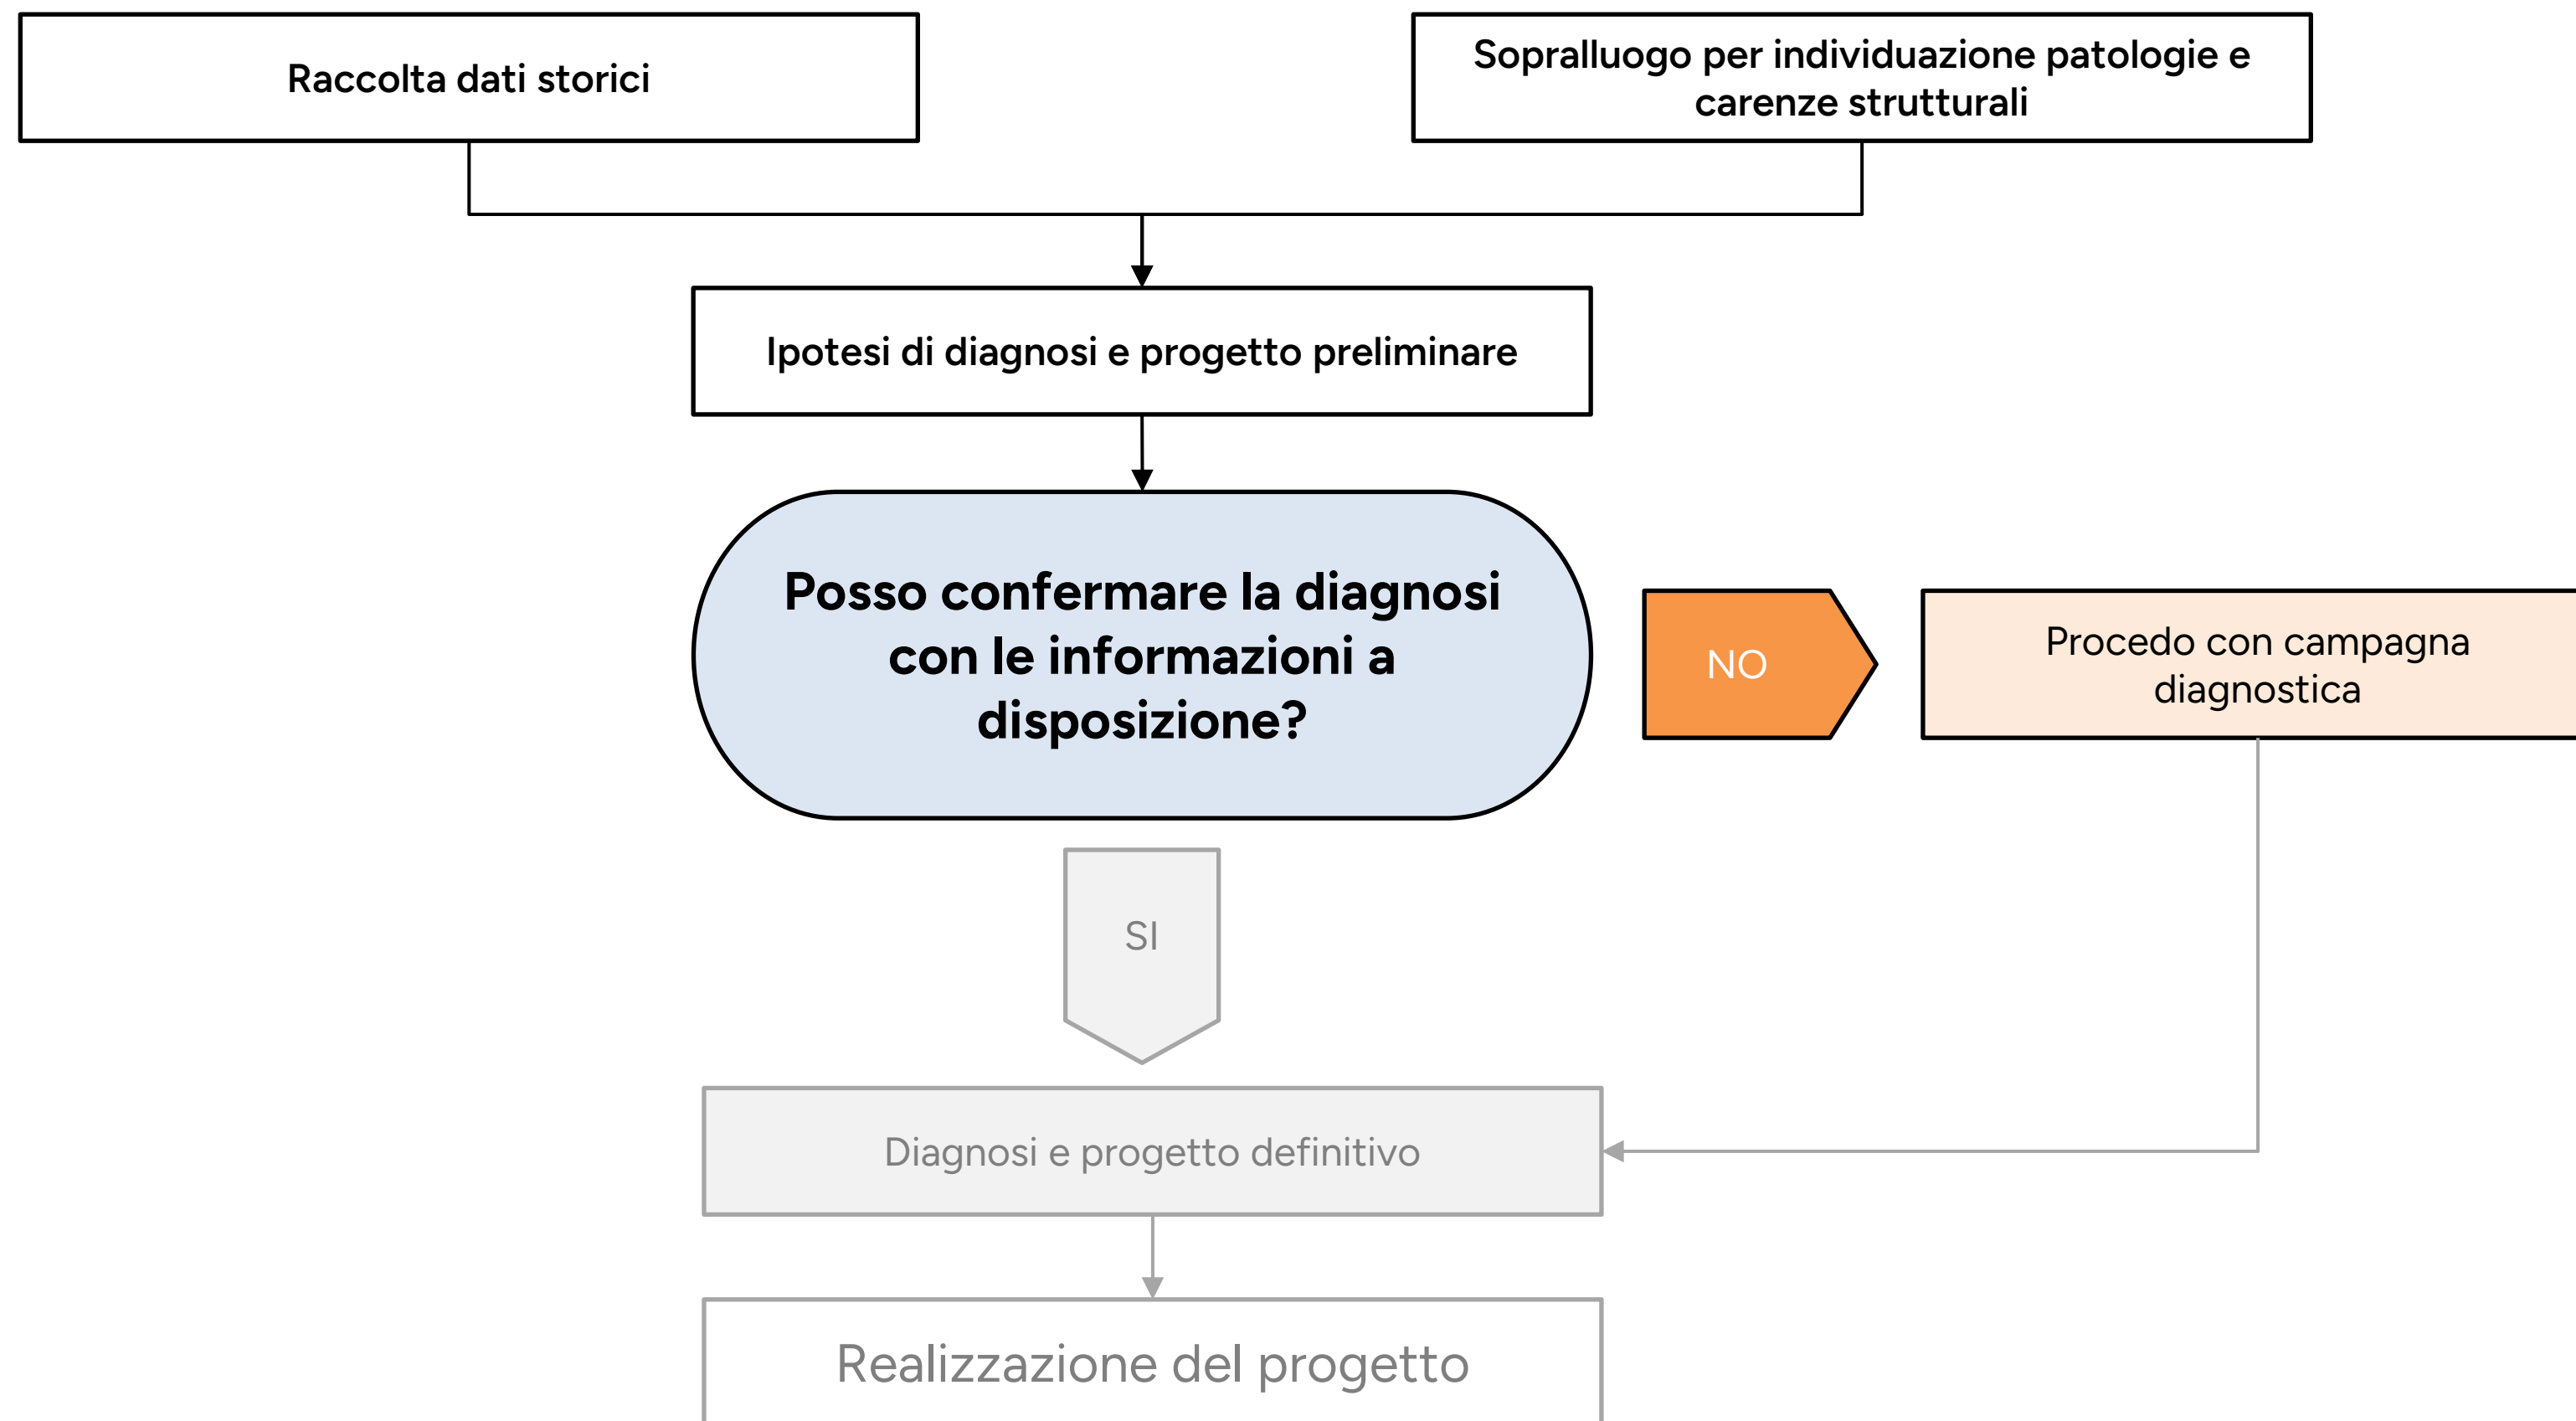 Raccolta dati storici
Sopralluogo per individuazione patologie e
carenze strutturali
Ipotesi di diagnosi e progetto preliminare
Posso confermare la diagnosi
con le informazioni a
disposizione?
NO
Procedo con campagna
diagnostica
SI
Diagnosi e progetto definitivo
Realizzazione del progetto